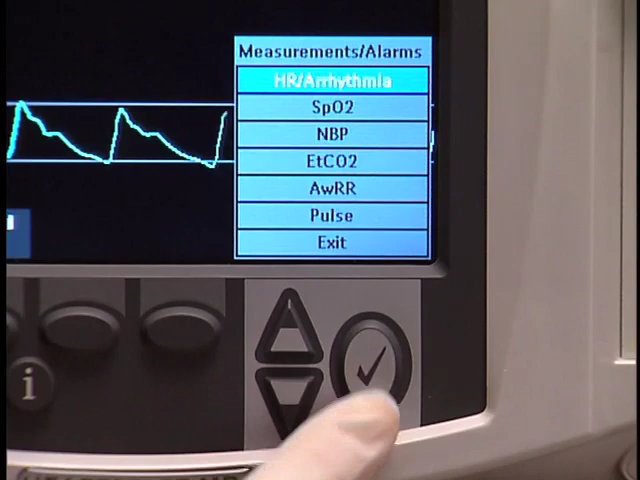 Measurements/Alarms
HR/Arrhythmia
SpO2
NBP
EtCO2
AwRR
Pulse
Exit
i